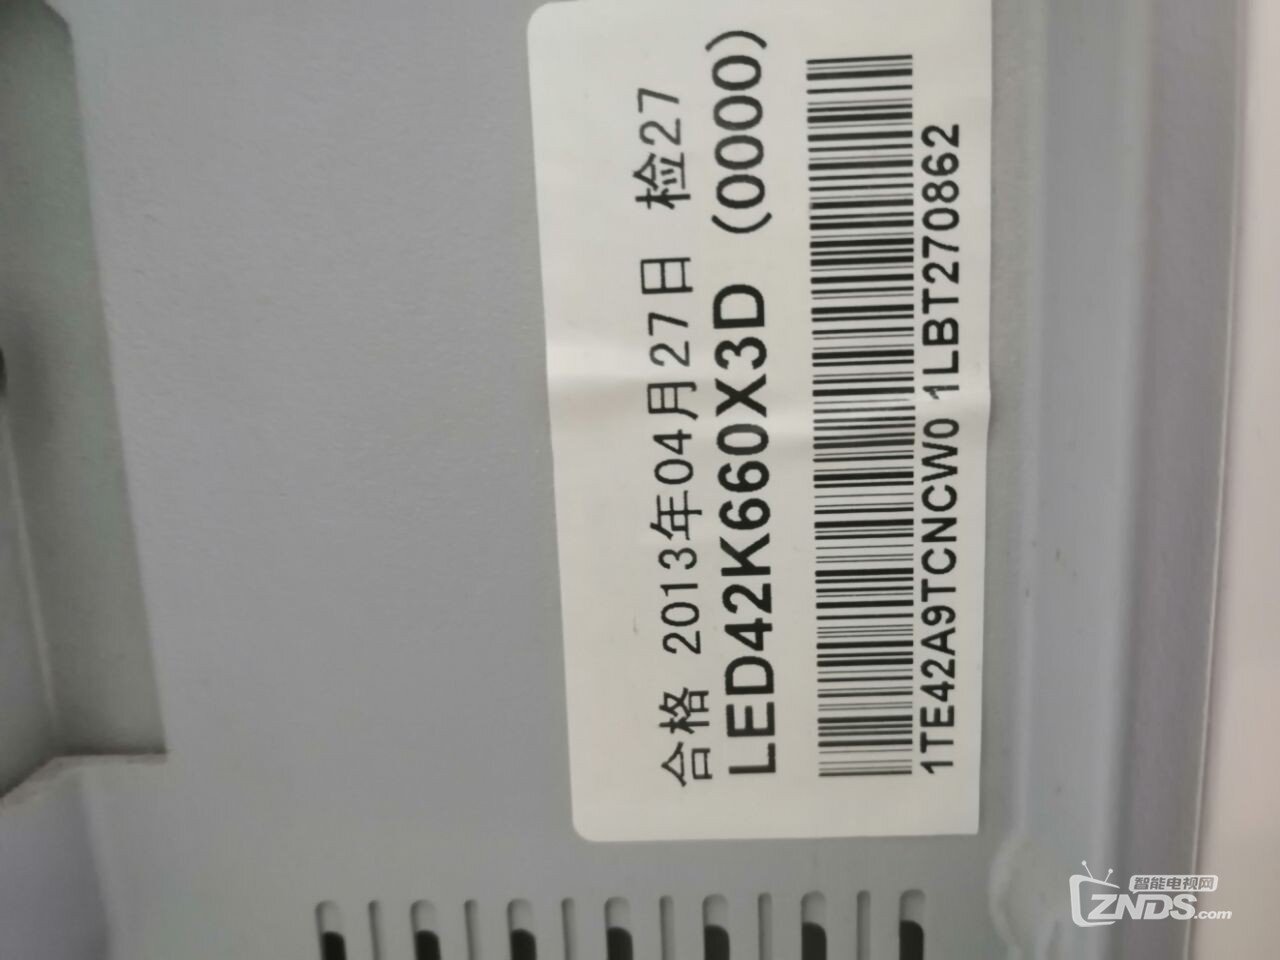 合格 2013年04月27日 检27
LED42K660X3D (0000)
1TE42A9TCNCW0 1LBT270862
智能电视网
ZNDS.com